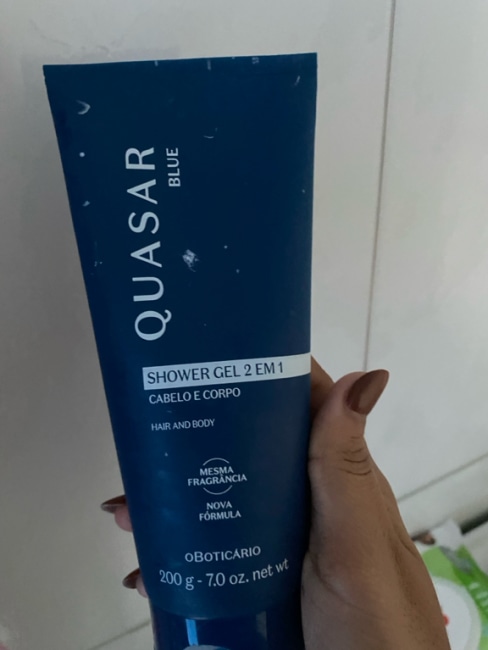 QUASAR
BLUE
SHOWER GEL 2 EM 1
CABELO E CORPO
HAIR AND BODY
MESMA
FRAGRÂNCIA
NOVA
FÓRMULA
oBOTICÁRIO
200 g - 7.0 oz. net wt